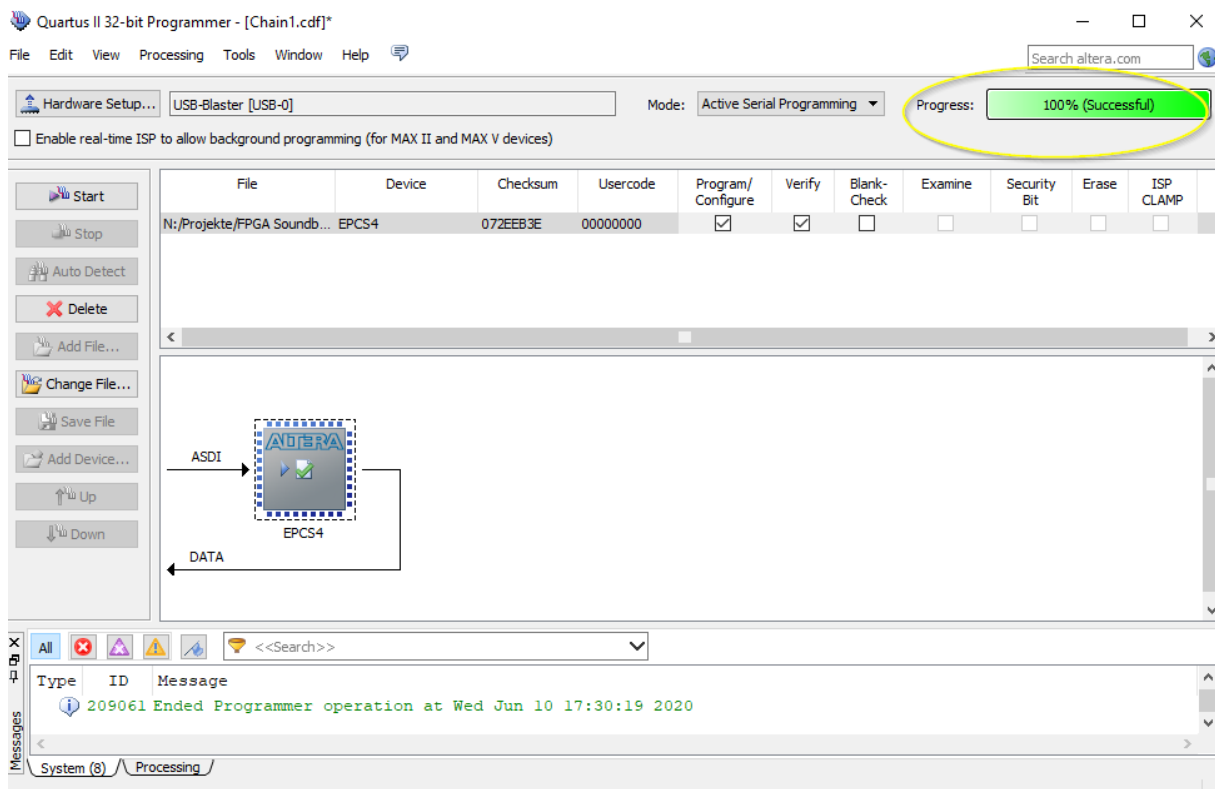 Quartus II 32-bit Programmer - [Chain1.cdf]*
File Edit View Processing Tools Window Help
Search altera.com
Hardware Setup... USB-Blaster [USB-0] Mode: Active Serial Programming Progress: 100% (Successful)
Enable real-time ISP to allow background programming (for MAX II and MAX V devices)
File Device Checksum Usercode Program/ Configure Verify Blank- Check Examine Security Bit Erase ISP CLAMP
N:/Projekte/FPGA Soundb... EPCS4 072EEB3E 00000000
Start
Stop
Auto Detect
Delete
Add File...
Change File...
Save File
Add Device...
Up
Down
ASDI
ALTERA
EPCS4
DATA
All <<Search>>
Type ID Message
209061 Ended Programmer operation at Wed Jun 10 17:30:19 2020
Messages
System (8) Processing